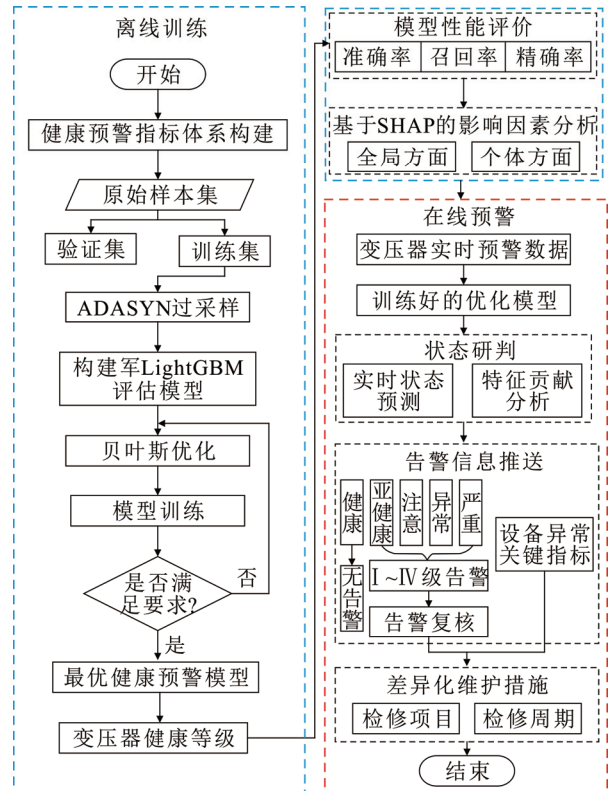 离线训练
开始
健康预警指标体系构建
原始样本集
验证集
训练集
ADASYN过采样
构建军LightGBM
评估模型
贝叶斯优化
模型训练
是否满
足要求?
否
是
最优健康预警模型
变压器健康等级
模型性能评价
准确率
召回率
精确率
基于SHAP的影响因素分析
全局方面
个体方面
在线预警
变压器实时预警数据
训练好的优化模型
状态研判
实时状态
预测
特征贡献
分析
告警信息推送
健康
亚健康
注意
异常
严重
无告警
Ⅰ~Ⅳ级告警
告警复核
设备异常
关键指标
差异化维护措施
检修项目
检修周期
结束